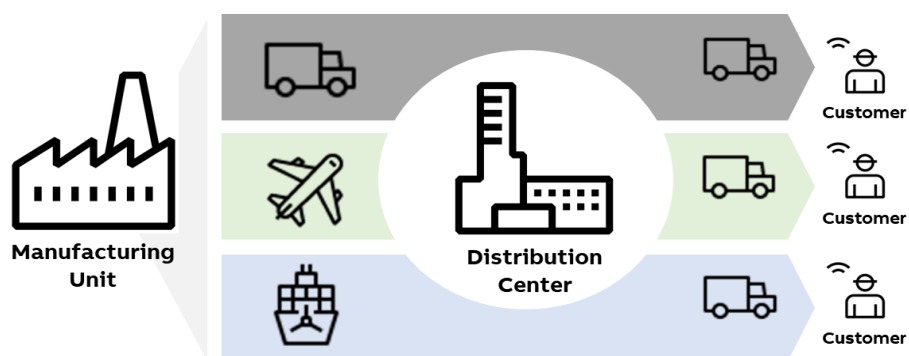 Manufacturing
Unit
Distribution
Center
Customer
Customer
Customer